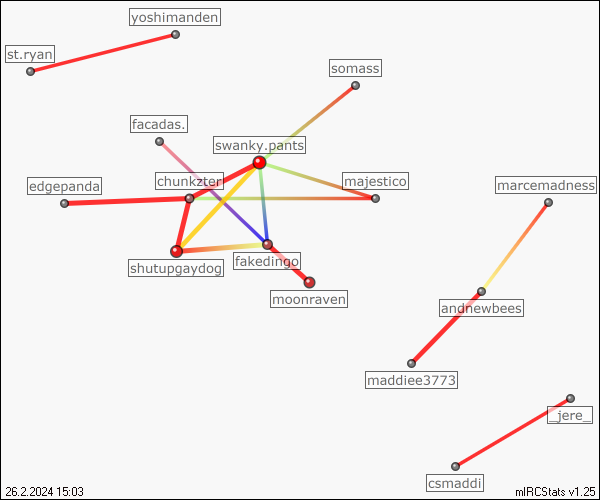 yoshimanden
st.ryan
somass
facadas.
swanky.pants
chunkzter
majestico
edgepanda
marcemadness
shutupgaydog
fakedingo
moonraven
andnewbees
maddiee3773
_jere_
csmaddi
26.2.2024 15:03
mIRCStats v1.25